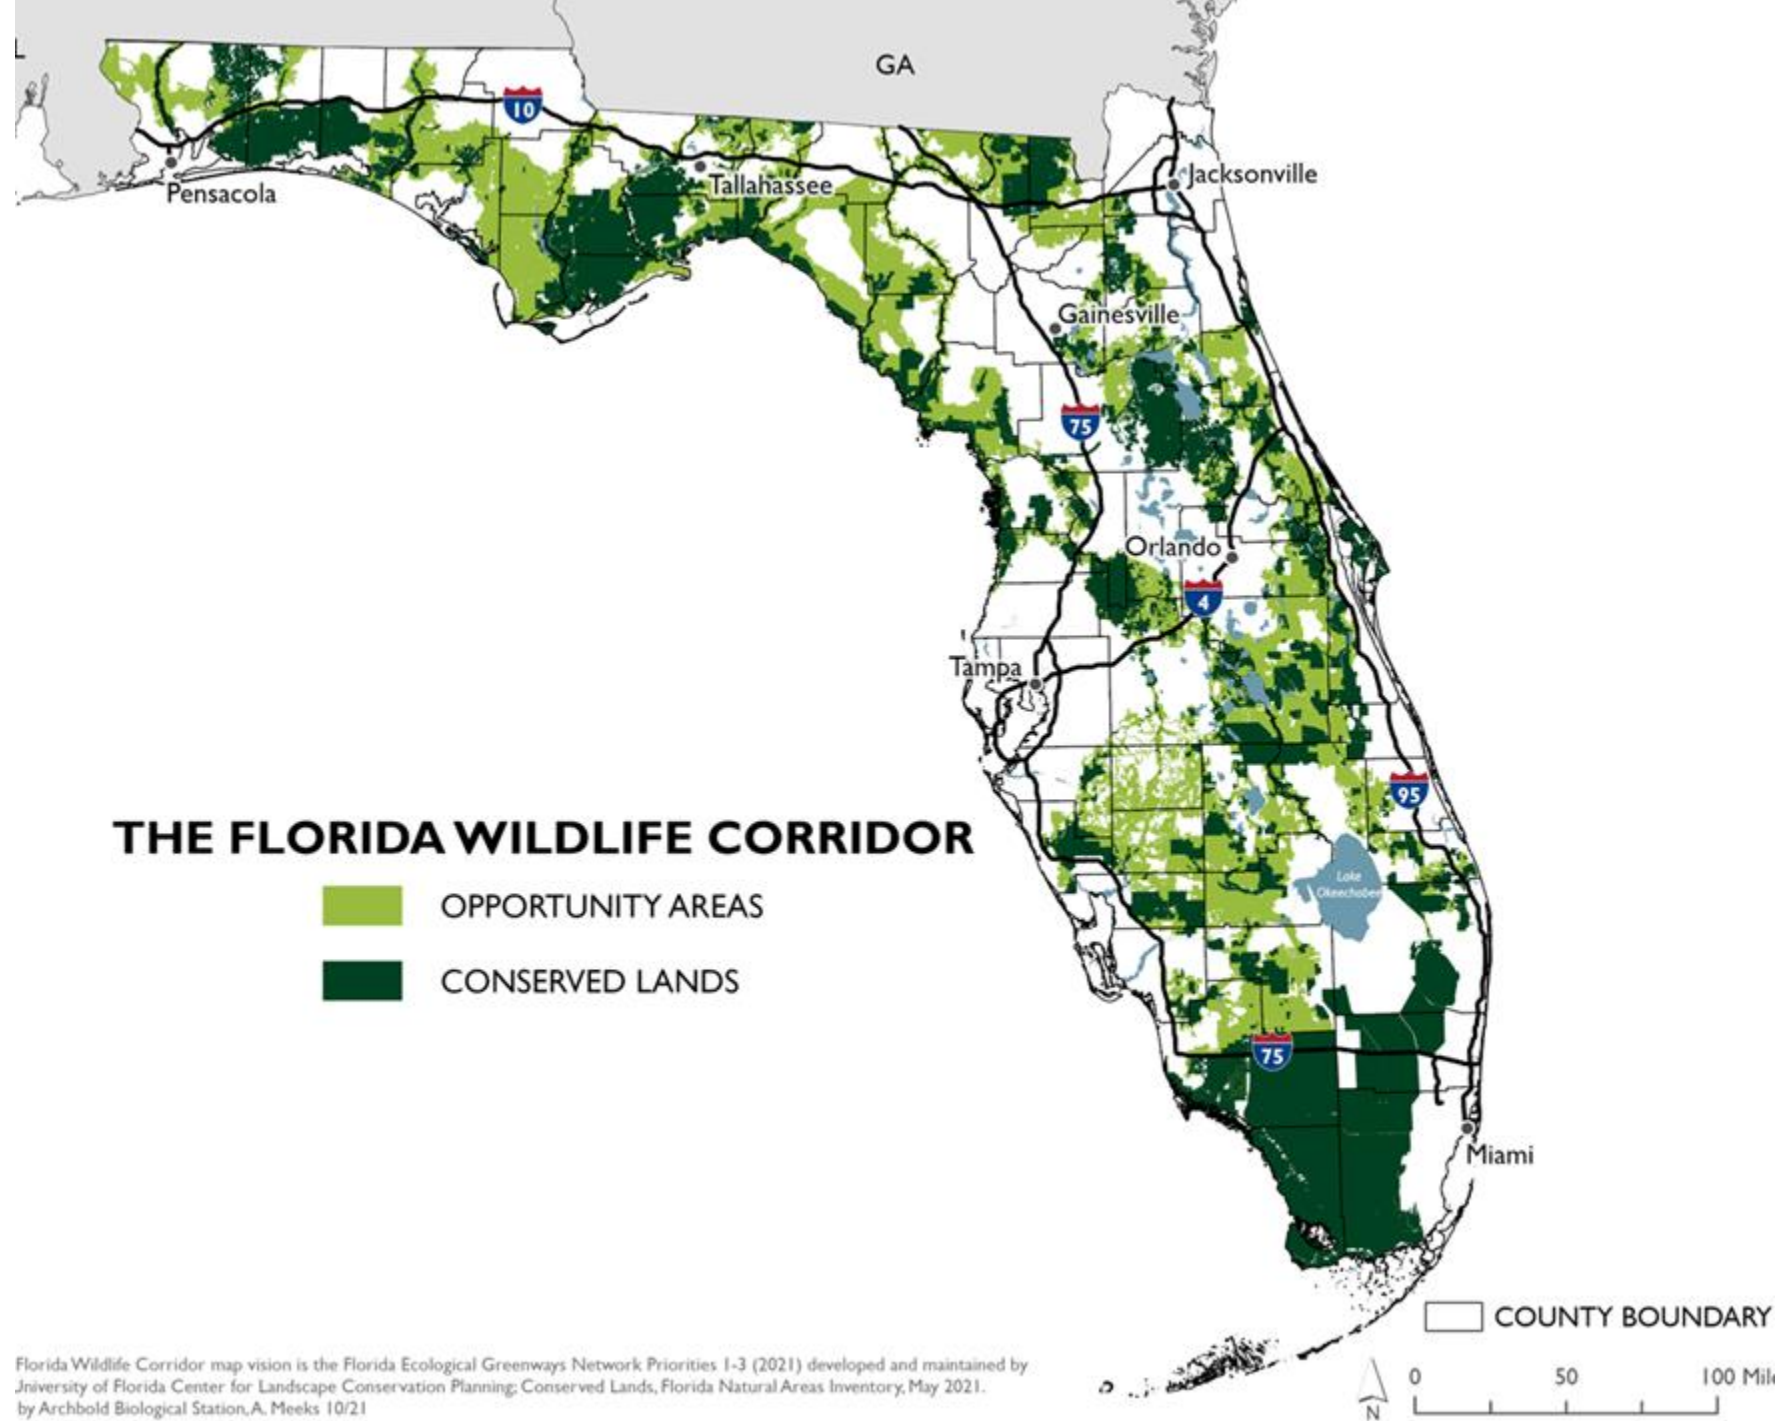 L
GA
10
Pensacola
Tallahassee
Jacksonville
Gainesville
75
Orlando
4
Tampa
95
THE FLORIDA WILDLIFE CORRIDOR
OPPORTUNITY AREAS
CONSERVED LANDS
Lake
Okeechobee
75
Miami
COUNTY BOUNDARY
Florida Wildlife Corridor map vision is the Florida Ecological Greenways Network Priorities 1-3 (2021) developed and maintained by
University of Florida Center for Landscape Conservation Planning; Conserved Lands, Florida Natural Areas Inventory, May 2021.
by Archbold Biological Station, A. Meeks 10/21
N
0 50 100 Mile